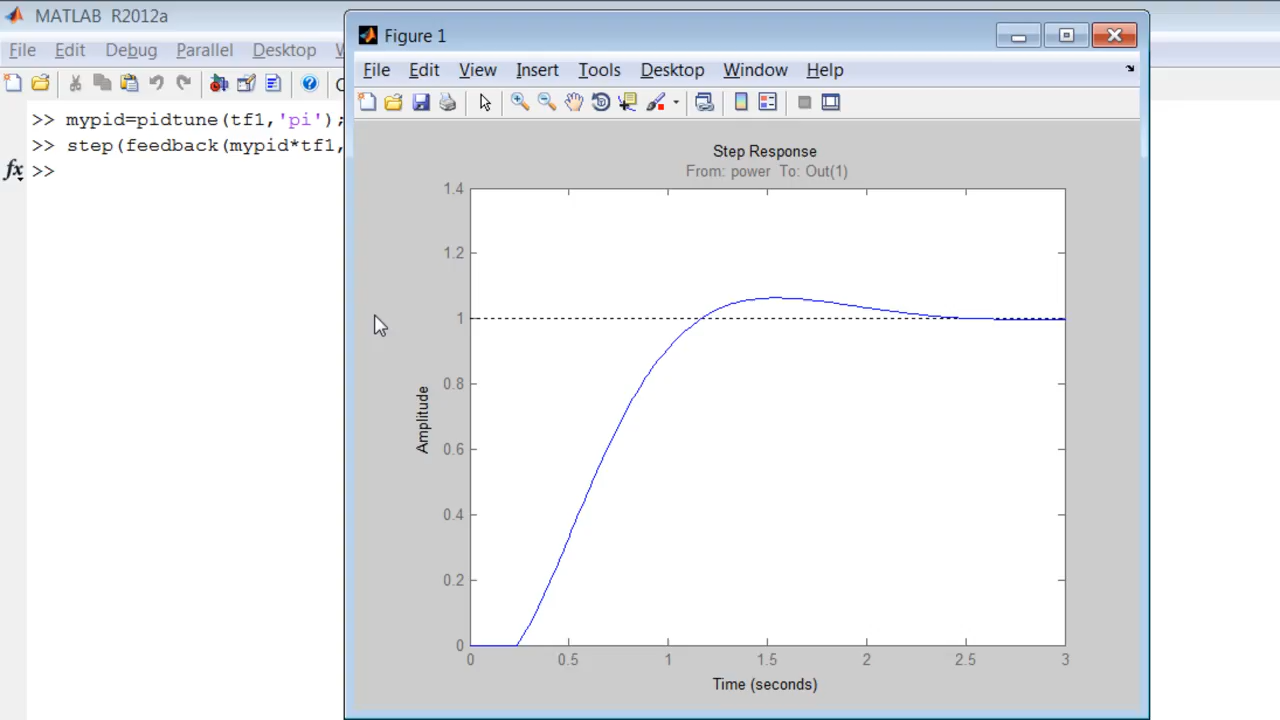 MATLAB R2012a
File Edit Debug Parallel Desktop W
>> mypid=pidtune(tf1,'pi');
>> step(feedback(mypid*tf1,
fx >>
Figure 1
File Edit View Insert Tools Desktop Window Help
Step Response
From: power To: Out(1)
1.4
1.2
1
0.8
0.6
0.4
0.2
0
Amplitude
0 0.5 1 1.5 2 2.5 3
Time (seconds)